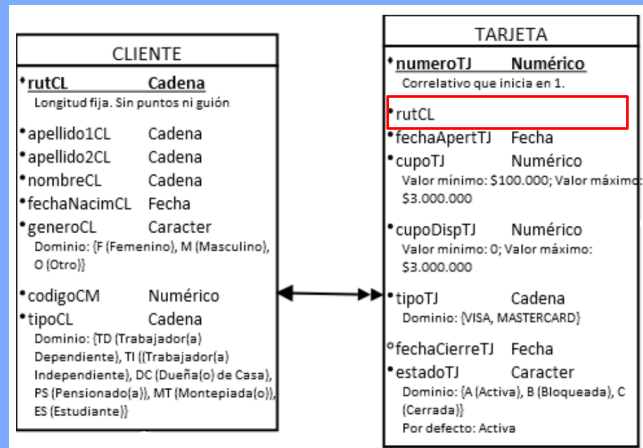 CLIENTE
rutCL Cadena
Longitud fija. Sin puntos ni guión
apellido1CL Cadena
apellido2CL Cadena
nombreCL Cadena
fechaNacimCL Fecha
generoCL Caracter
Dominio: {F (Femenino), M (Masculino),
O (Otro)}
codigoCM Numérico
tipoCL Cadena
Dominio: {TD (Trabajador(a)
Dependiente), TI ((Trabajador(a)
Independiente), DC (Dueña(o) de Casa),
PS (Pensionado(a)), MT (Montepiada(o)),
ES (Estudiante)}
TARJETA
numeroTJ Numérico
Correlativo que inicia en 1.
rutCL
fechaApertTJ Fecha
cupoTJ Numérico
Valor mínimo: $100.000; Valor máximo:
$3.000.000
cupoDispTJ Numérico
Valor mínimo: 0; Valor máximo:
$3.000.000
tipoTJ Cadena
Dominio: {VISA, MASTERCARD}
fechaCierreTJ Fecha
estadoTJ Caracter
Dominio: {A (Activa), B (Bloqueada), C
(Cerrada)}
Por defecto: Activa